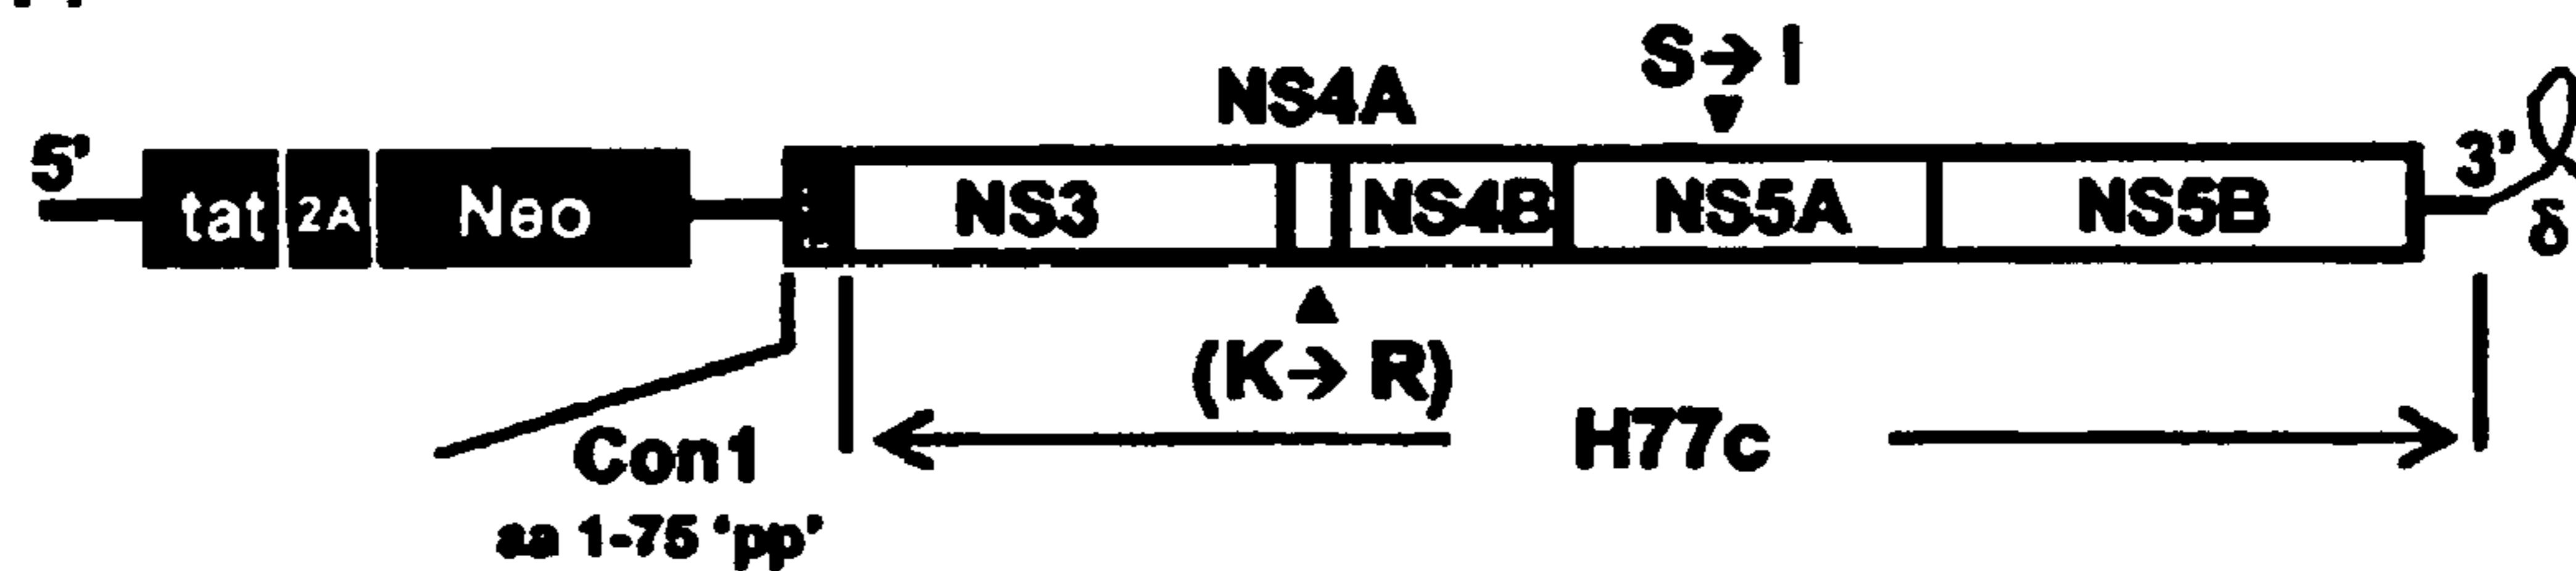 S→I
NS4A
5' tat 2A Neo NS3 NS4B NS5A NS5B 3' δ
(K→R)
Con1 H77c
aa 1-75 'pp'